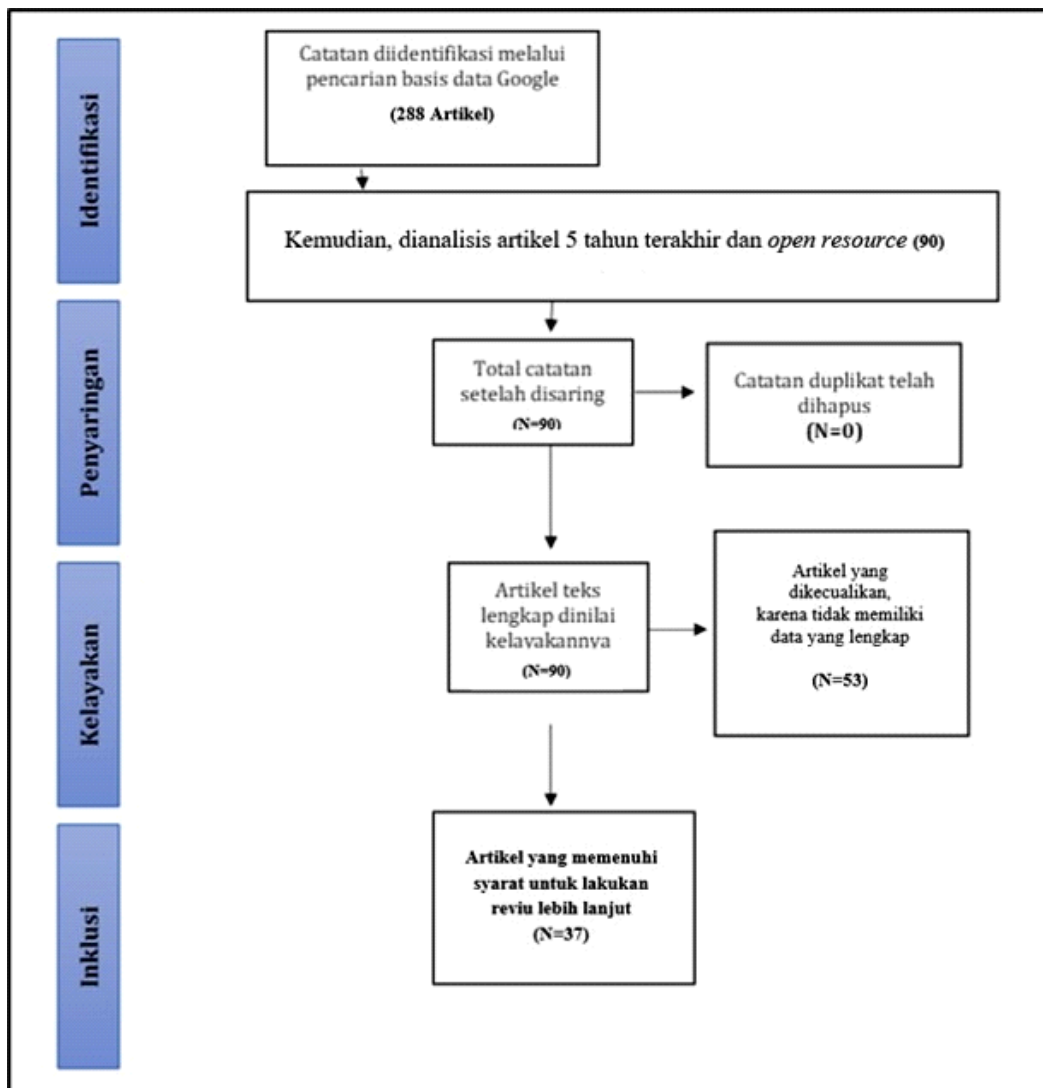 Identifikasi
Catatan diidentifikasi melalui
pencarian basis data Google
(288 Artikel)
Kemudian, dianalisis artikel 5 tahun terakhir dan open resource (90)
Penyaringan
Total catatan
setelah disaring
(N=90)
Catatan duplikat telah
dihapus
(N=0)
Kelayakan
Artikel teks
lengkap dinilai
kelayakannya
(N=90)
Artikel yang
dikecualikan,
karena tidak memiliki
data yang lengkap
(N=53)
Inklusi
Artikel yang memenuhi
syarat untuk lakukan
reviu lebih lanjut
(N=37)